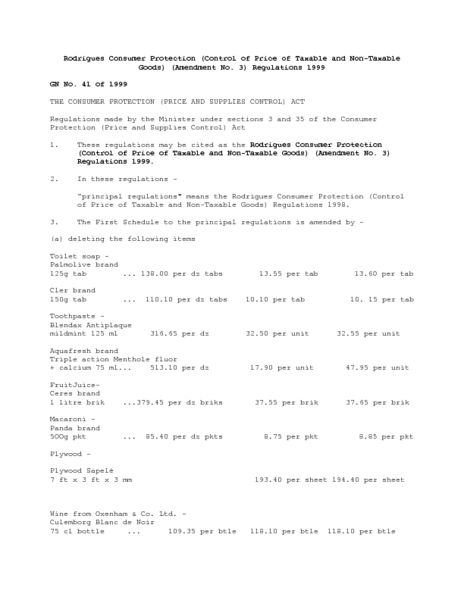 Rodrigues Consumer Protection (Control of Price of Taxable and Non-Taxable
Goods) (Amendment No. 3) Regulations 1999
GN No. 41 of 1999
THE CONSUMER PROTECTION (PRICE AND SUPPLIES CONTROL) ACT
Regulations made by the Minister under sections 3 and 35 of the Consumer
Protection (Price and Supplies Control) Act
1. These regulations may be cited as the Rodrigues Consumer Protection
(Control of Price of Taxable and Non-Taxable Goods) (Amendment No. 3)
Regulations 1999.
2. In these regulations -
"principal regulations" means the Rodrigues Consumer Protection (Control
of Price of Taxable and Non-Taxable Goods) Regulations 1998.
3. The First Schedule to the principal regulations is amended by -
(a) deleting the following items
Toilet soap -
Palmolive brand
125g tab ... 138.00 per dz tabs 13.55 per tab 13.60 per tab
Cler brand
150g tab ... 110.10 per dz tabs 10.10 per tab 10. 15 per tab
Toothpaste -
Blendax Antiplaque
mildmint 125 ml 316.65 per dz 32.50 per unit 32.55 per unit
Aquafresh brand
Triple action Menthole fluor
+ calcium 75 ml... 513.10 per dz 17.90 per unit 47.95 per unit
FruitJuice-
Ceres brand
1 litre brik ...379.45 per dz briks 37.55 per brik 37.65 per brik
Macaroni -
Panda brand
500g pkt ... 85.40 per dz pkts 8.75 per pkt 8.85 per pkt
Plywood -
Plywood Sapelé
7 ft x 3 ft x 3 mm 193.40 per sheet 194.40 per sheet
Wine from Oxenham & Co. Ltd. -
Culemborg Blanc de Noir
75 cl bottle ... 109.35 per btle 118.10 per btle 118.10 per btle